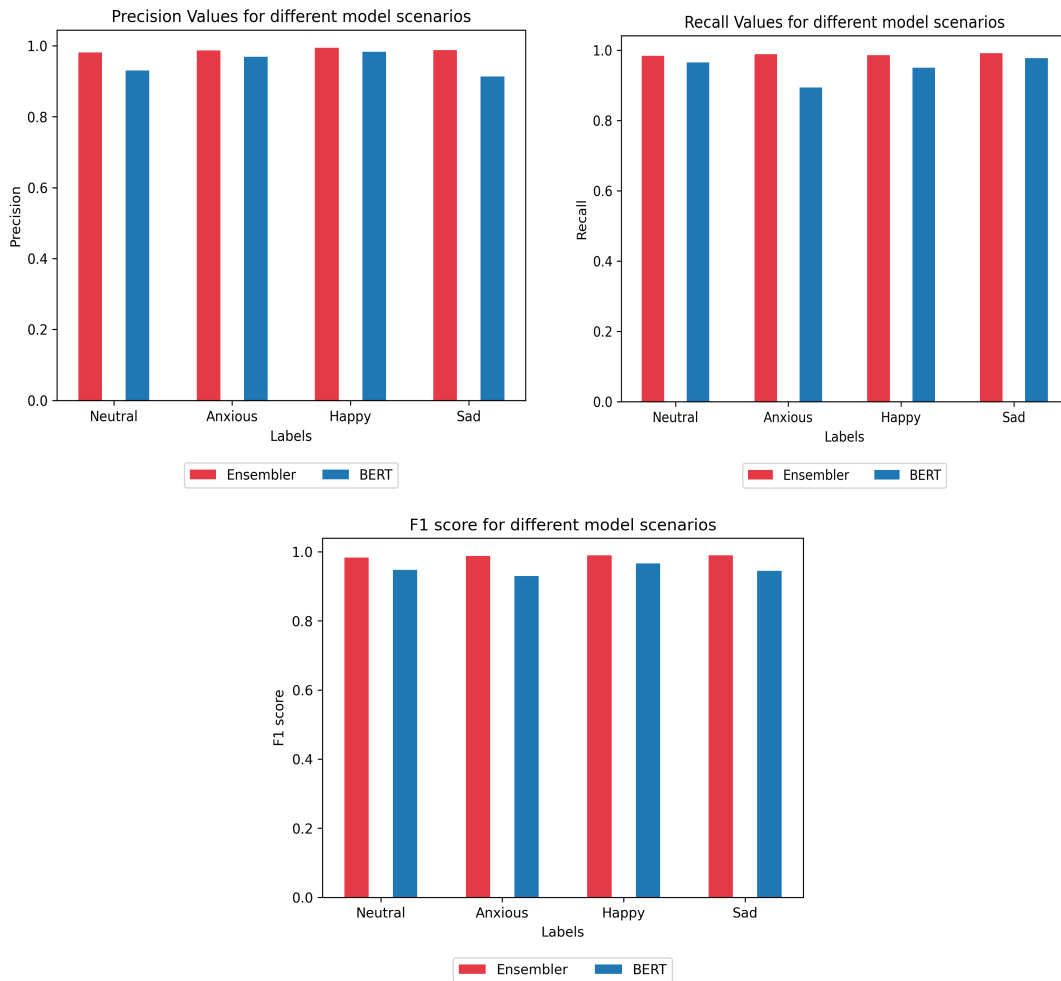 Precision Values for different model scenarios
1.0
0.8
0.6
0.4
0.2
0.0
Precision
Neutral Anxious Happy Sad
Labels
Ensembler BERT
Recall Values for different model scenarios
1.0
0.8
0.6
0.4
0.2
0.0
Recall
Neutral Anxious Happy Sad
Labels
Ensembler BERT
F1 score for different model scenarios
1.0
0.8
0.6
0.4
0.2
0.0
F1 score
Neutral Anxious Happy Sad
Labels
Ensembler BERT